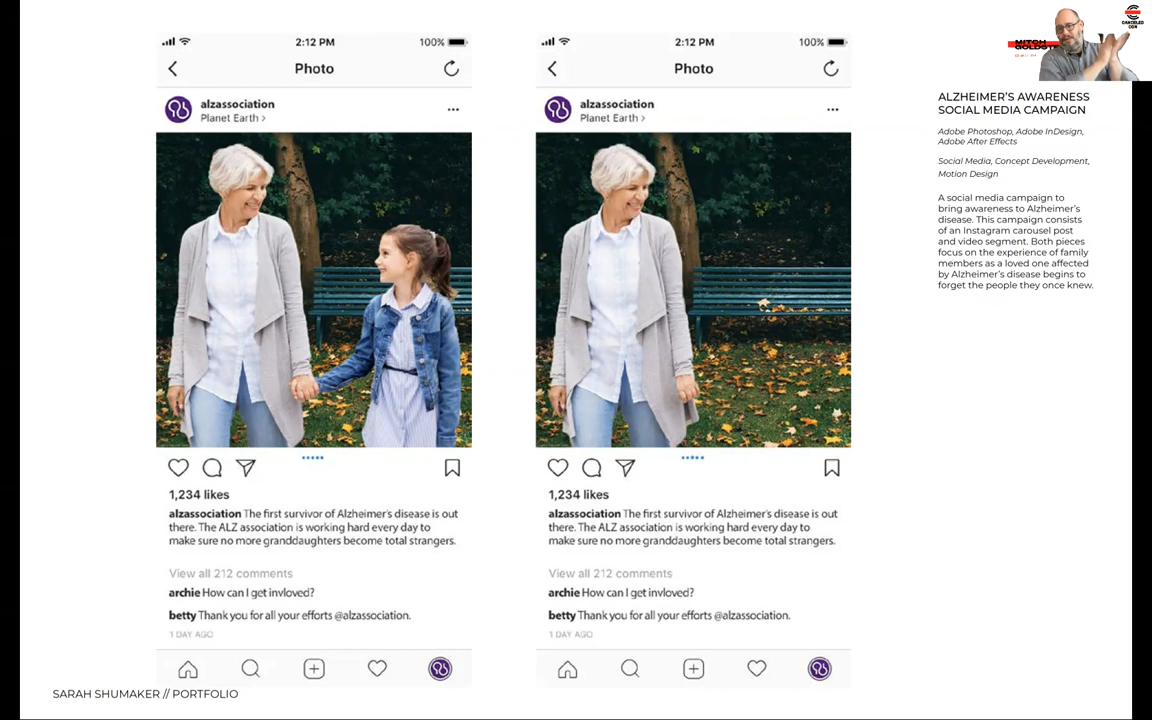 2:12 PM
100%
Photo
alzassociation
Planet Earth >
1,234 likes
alzassociation The first survivor of Alzheimer's disease is out
there. The ALZ association is working hard every day to
make sure no more granddaughters become total strangers.
View all 212 comments
archie How can I get invloved?
betty Thank you for all your efforts @alzassociation.
1 DAY AGO
2:12 PM
100%
Photo
alzassociation
Planet Earth >
1,234 likes
alzassociation The first survivor of Alzheimer's disease is out
there. The ALZ association is working hard every day to
make sure no more granddaughters become total strangers.
View all 212 comments
archie How can I get invloved?
betty Thank you for all your efforts @alzassociation.
1 DAY AGO
MITCH
CANCELED
ALZHEIMER'S AWARENESS
SOCIAL MEDIA CAMPAIGN
Adobe Photoshop, Adobe InDesign,
Adobe After Effects
Social Media, Concept Development,
Motion Design
A social media campaign to
bring awareness to Alzheimer's
disease. This campaign consists
of an Instagram carousel post
and video segment. Both pieces
focus on the experience of family
members as a loved one affected
by Alzheimer's disease begins to
forget the people they once knew.
SARAH SHUMAKER // PORTFOLIO